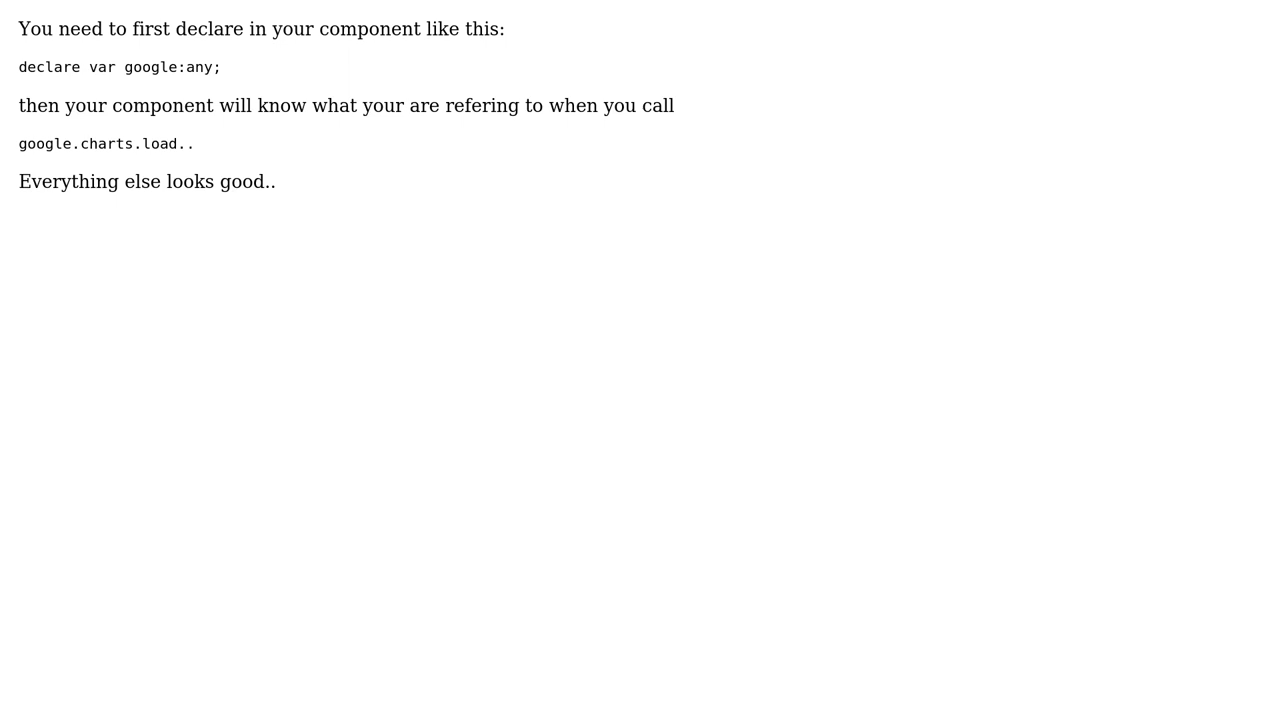 You need to first declare in your component like this:
declare var google:any;
then your component will know what your are refering to when you call
google.charts.load..
Everything else looks good..